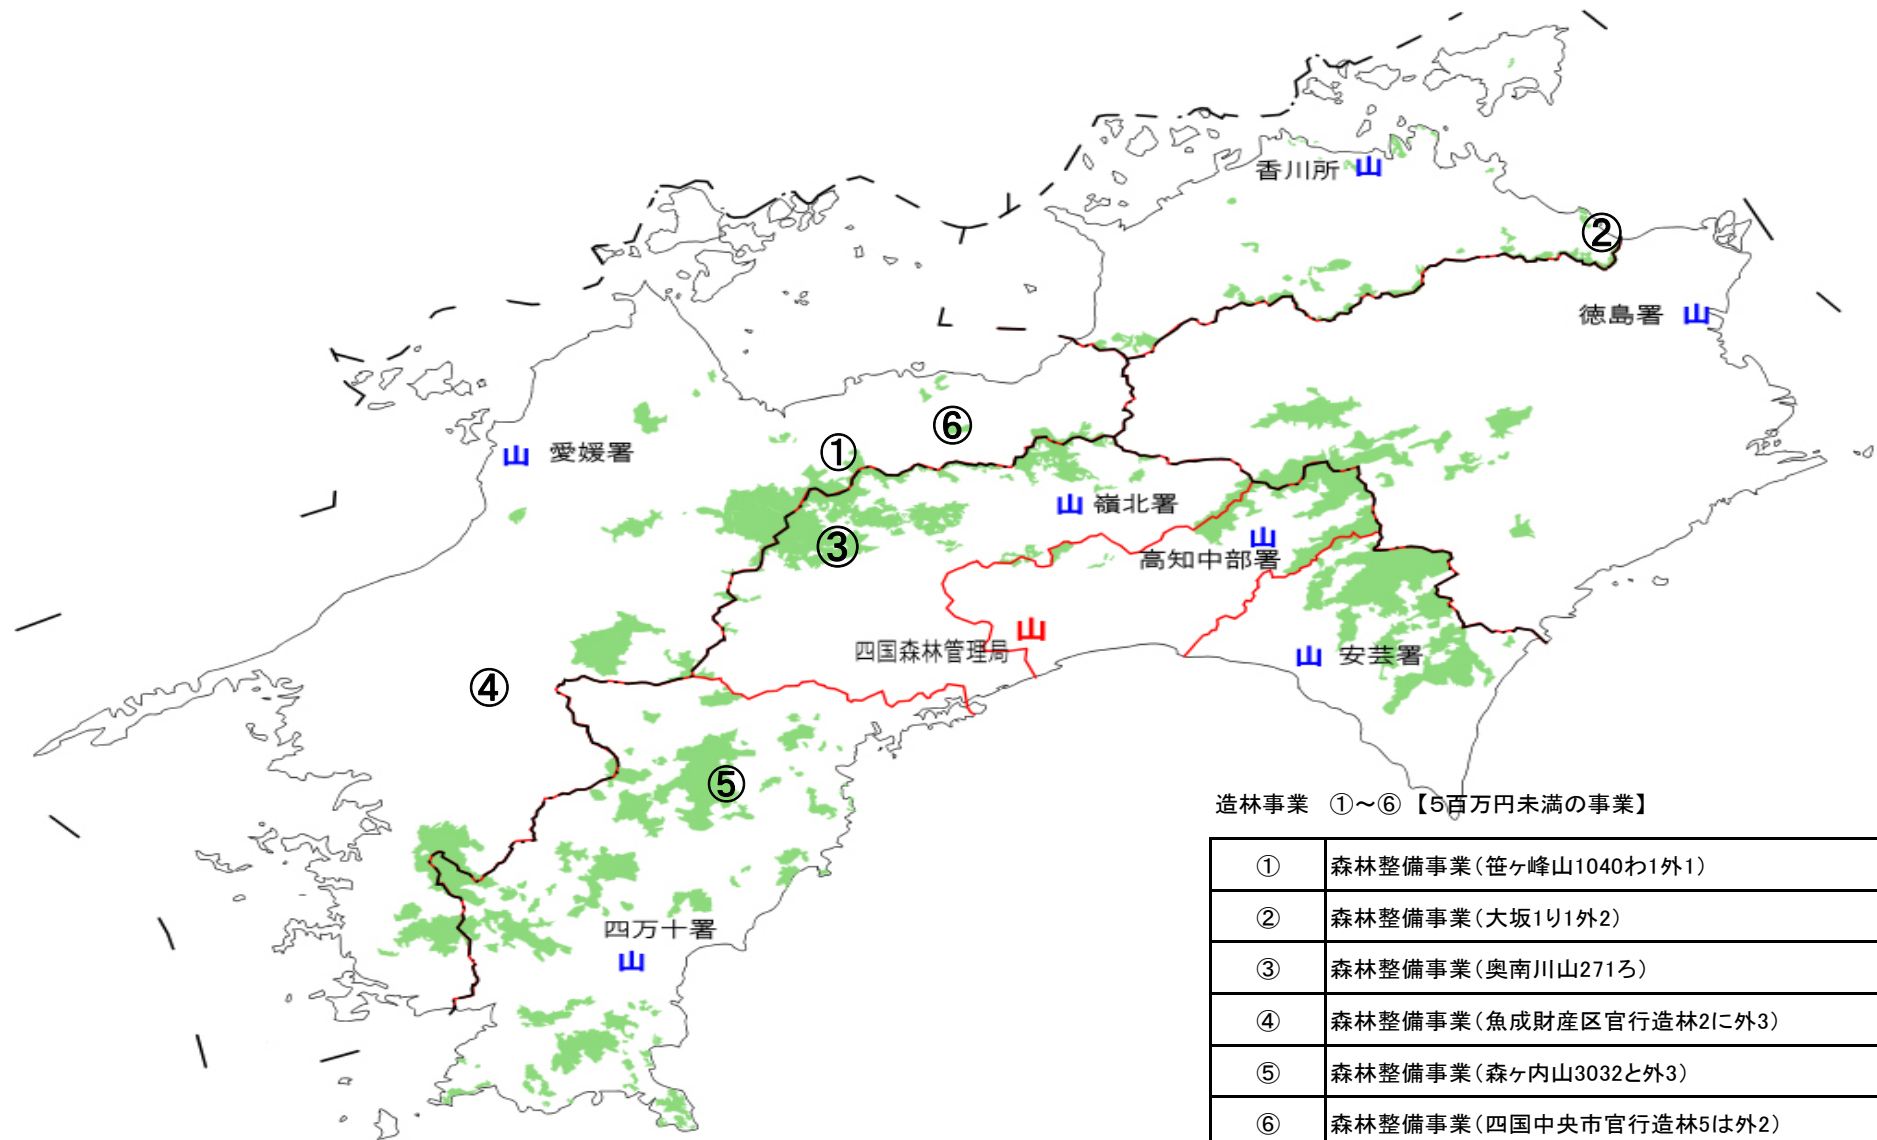 香川所 山
②
徳島署 山
⑥
①
山 愛媛署
山 嶺北署
③
山
高知中部署
山
四国森林管理局
山 安芸署
④
⑤
四万十署
山
造林事業 ①～⑥【5百万円未満の事業】
① 森林整備事業(笹ヶ峰山1040わ1外1)
② 森林整備事業(大坂1り1外2)
③ 森林整備事業(奥南川山271ろ)
④ 森林整備事業(魚成財産区官行造林2に外3)
⑤ 森林整備事業(森ヶ内山3032と外3)
⑥ 森林整備事業(四国中央市官行造林5は外2)